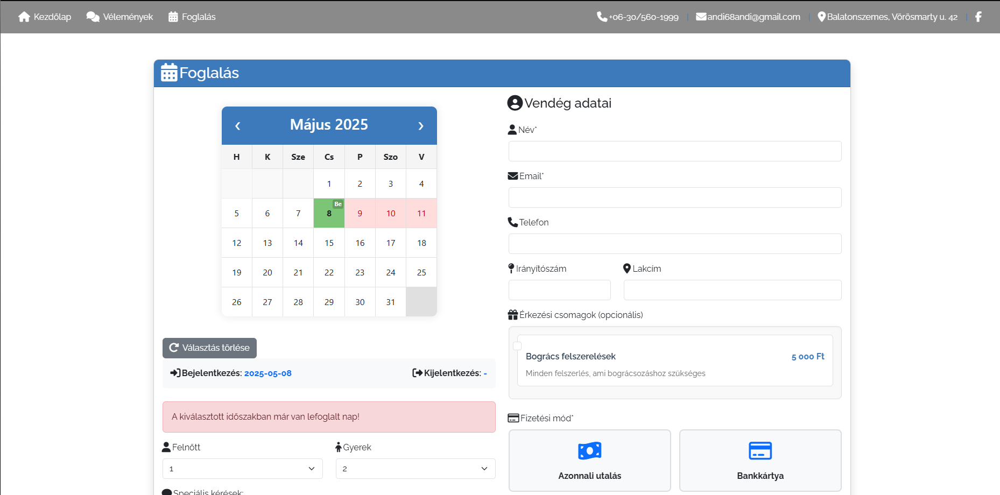 Kezdőlap Vélemények Foglalás +06-30/560-1999 | andi68andi@gmail.com | Balatonszemes, Vörösmarty u. 42 |
Foglalás
‹ Május 2025 ›
H K Sze Cs P Szo V
1 2 3 4
5 6 7 8 Be 9 10 11
12 13 14 15 16 17 18
19 20 21 22 23 24 25
26 27 28 29 30 31
Választás törlése
Bejelentkezés: 2025-05-08 Kijelentkezés: -
A kiválasztott időszakban már van lefoglalt nap!
Felnőtt Gyerek
1 2
Speciális kérések:
Vendég adatai
Név*
Email*
Telefon
Irányítószám Lakcím
Érkezési csomagok (opcionális)
Bogrács felszerelések 5 000 Ft
Minden felszerlés, ami bográcsozáshoz szükséges
Fizetési mód*
Azonnali utalás Bankkártya